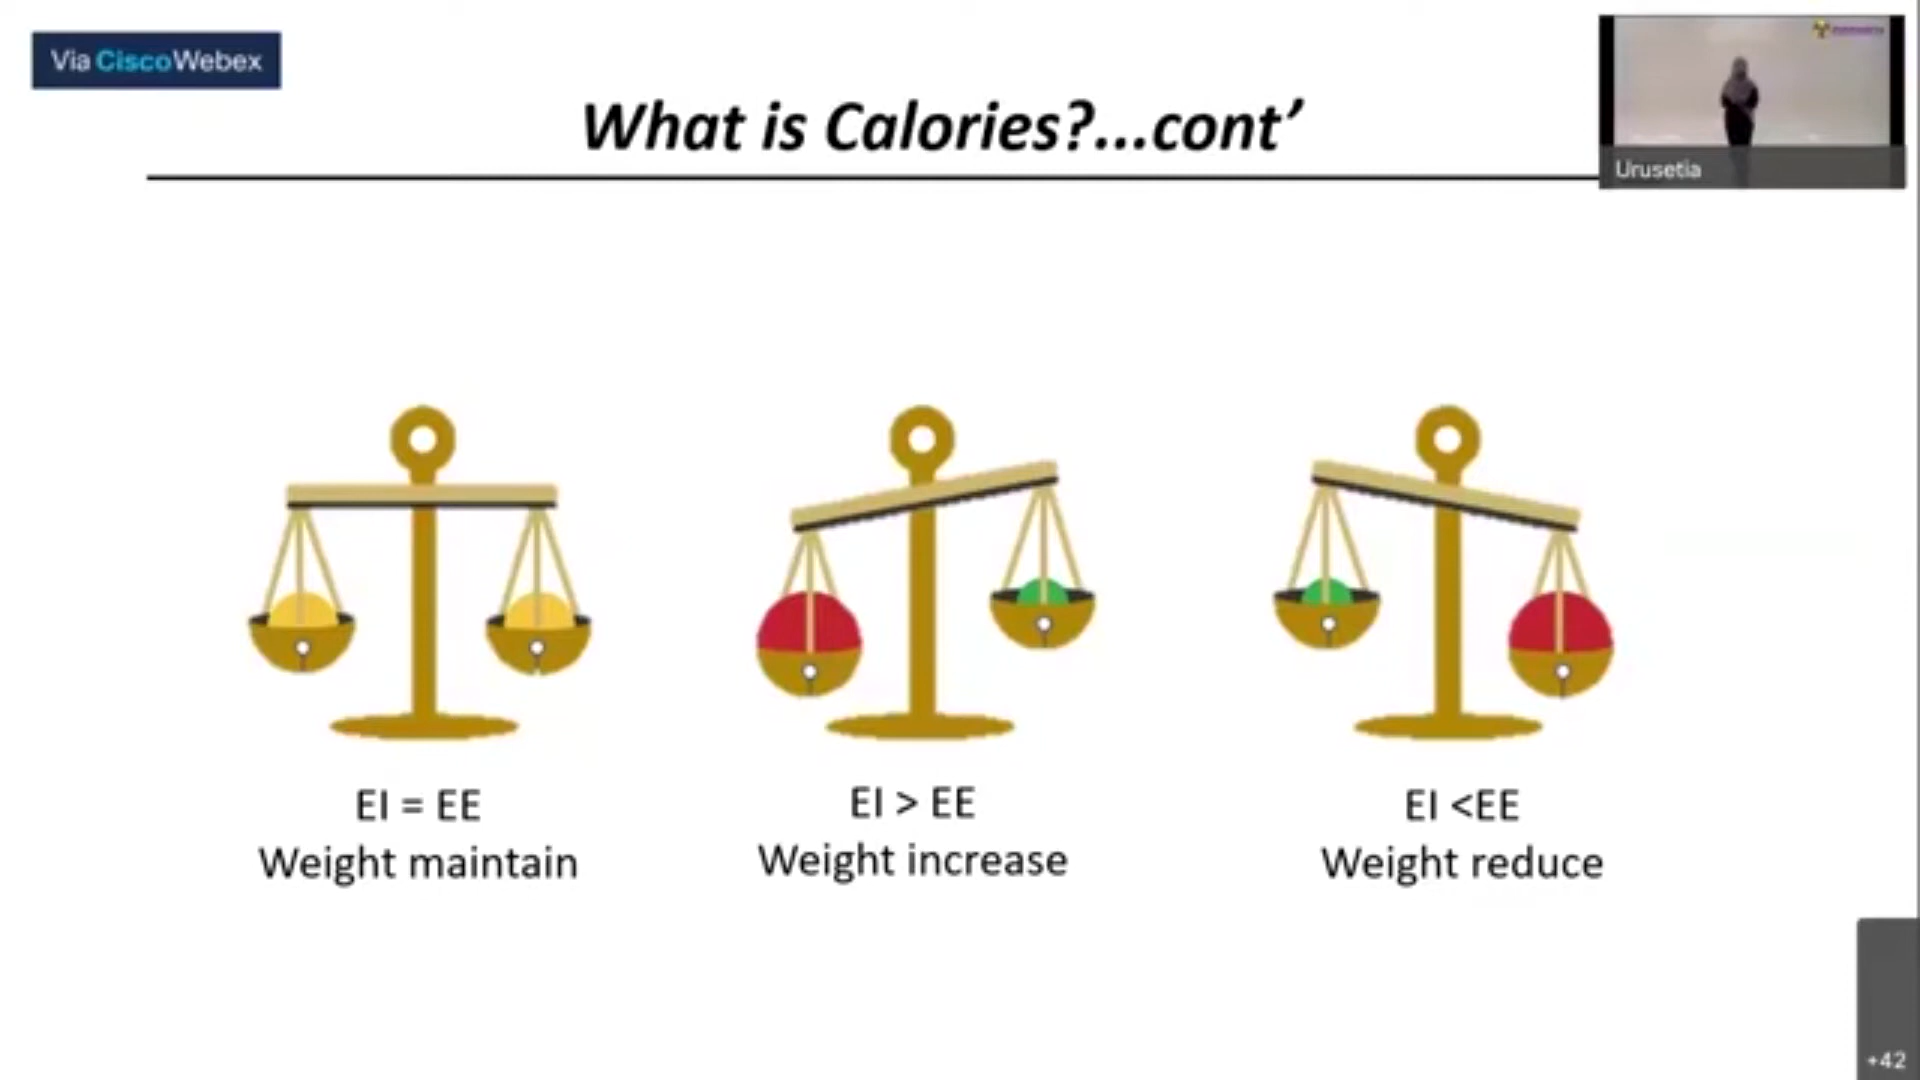 Via CiscoWebex
What is Calories?...cont’
Urusetia
EI = EE
Weight maintain
EI > EE
Weight increase
EI <EE
Weight reduce
+42